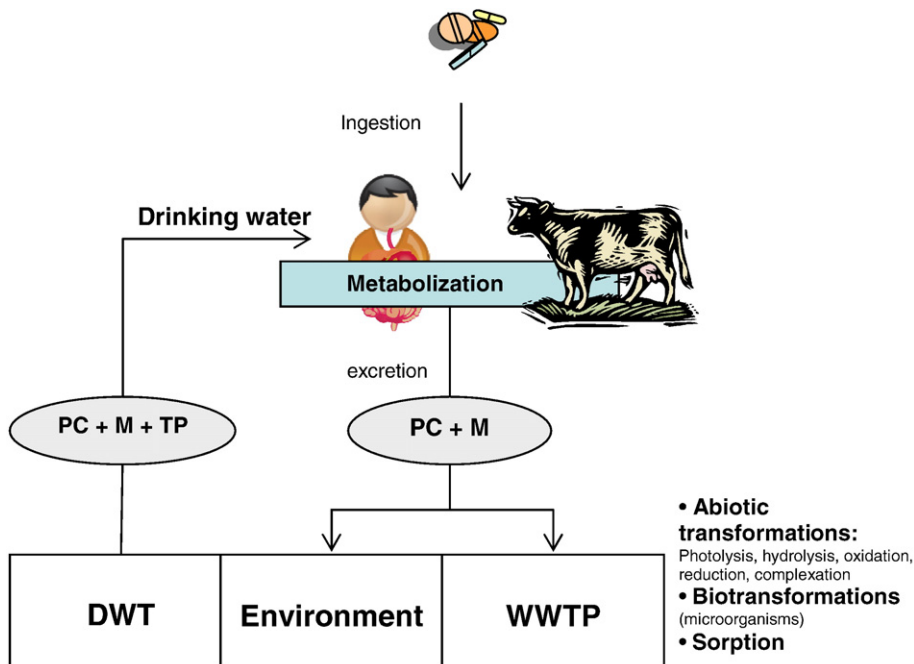 Ingestion
Drinking water
Metabolization
excretion
PC + M + TP
PC + M
DWT
Environment
WWTP
• Abiotic
transformations:
Photolysis, hydrolysis, oxidation,
reduction, complexation
• Biotransformations
(microorganisms)
• Sorption